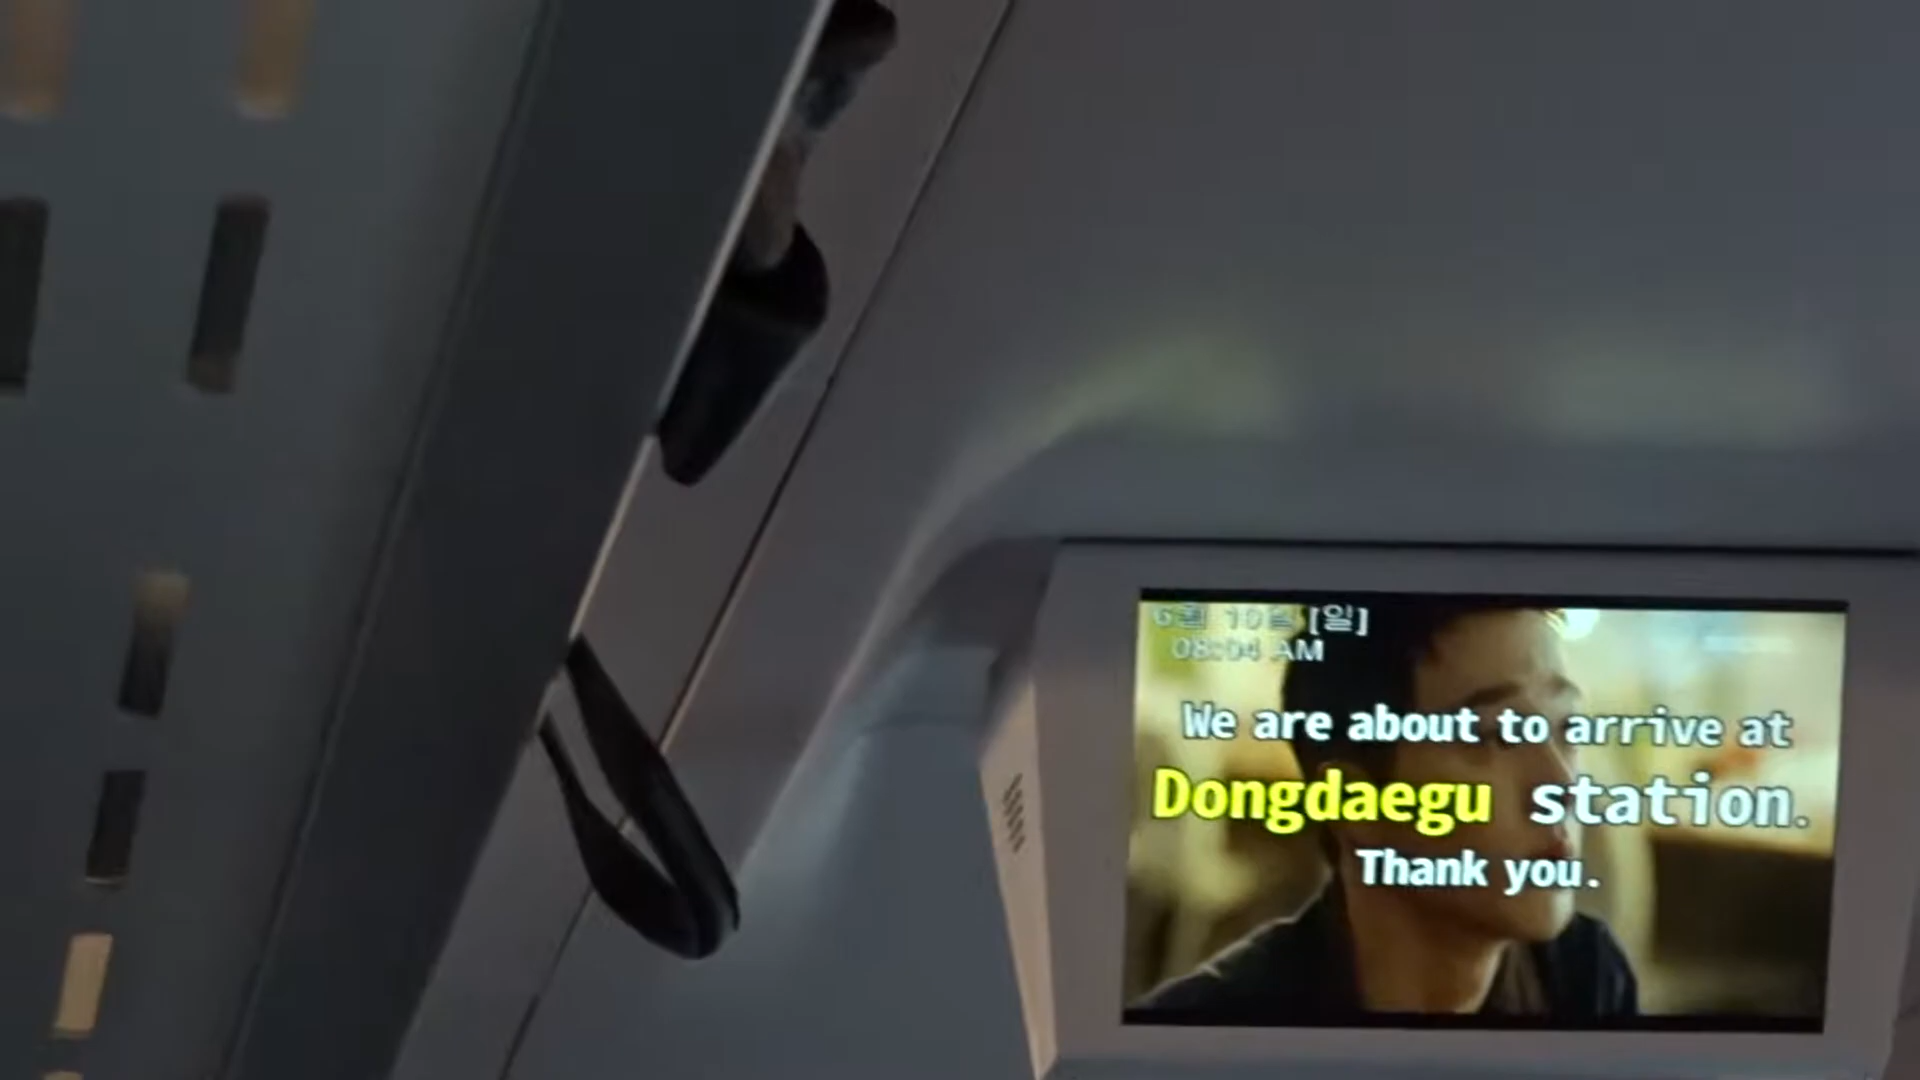 6월 10일 [일]
08:04 AM
We are about to arrive at
Dongdaegu station.
Thank you.